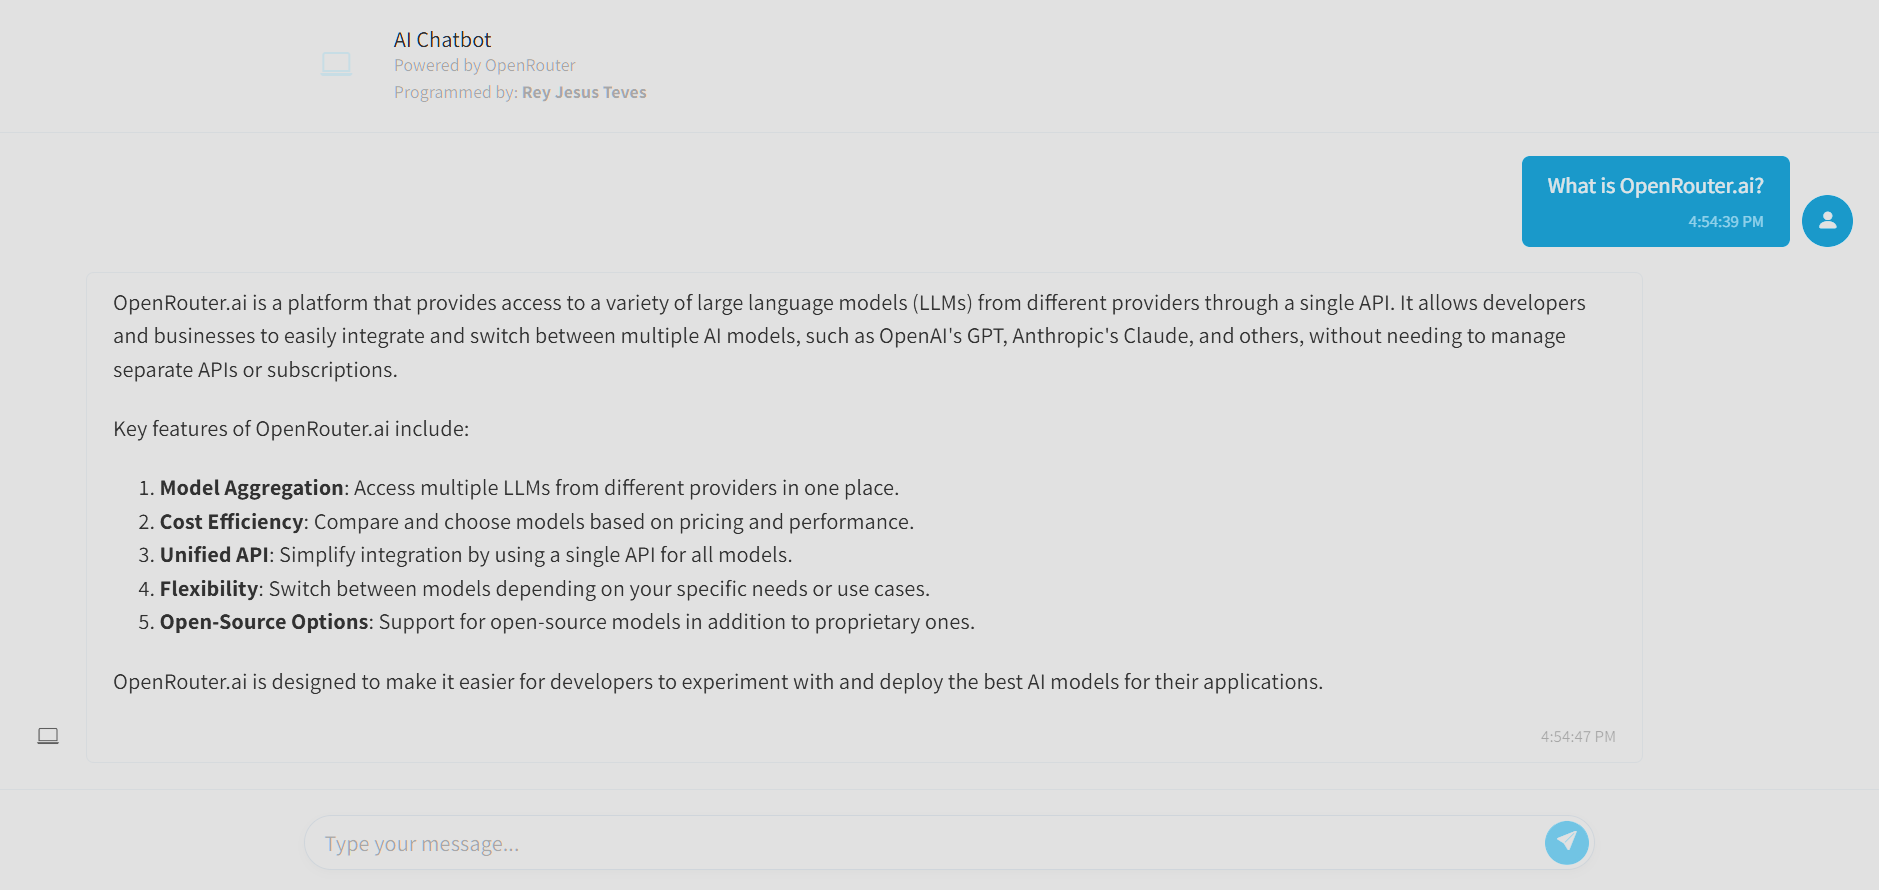 AI Chatbot
Powered by OpenRouter
Programmed by: Rey Jesus Teves
What is OpenRouter.ai?
4:54:39 PM
OpenRouter.ai is a platform that provides access to a variety of large language models (LLMs) from different providers through a single API. It allows developers
and businesses to easily integrate and switch between multiple AI models, such as OpenAI's GPT, Anthropic's Claude, and others, without needing to manage
separate APIs or subscriptions.
Key features of OpenRouter.ai include:
1. Model Aggregation: Access multiple LLMs from different providers in one place.
2. Cost Efficiency: Compare and choose models based on pricing and performance.
3. Unified API: Simplify integration by using a single API for all models.
4. Flexibility: Switch between models depending on your specific needs or use cases.
5. Open-Source Options: Support for open-source models in addition to proprietary ones.
OpenRouter.ai is designed to make it easier for developers to experiment with and deploy the best AI models for their applications.
4:54:47 PM
Type your message...